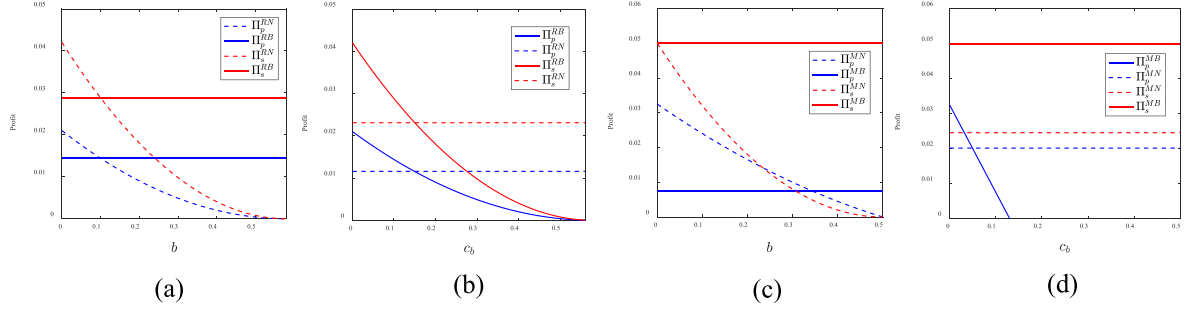 0.05
0.04
0.03
0.02
0.01
0
Profit
0
0.1
0.2
0.3
0.4
0.5
b
Π_p^{RN}
Π_p^{RB}
Π_s^{RN}
Π_s^{RB}
(a)
0.05
0.04
0.03
0.02
0.01
0
Profit
0
0.1
0.2
0.3
0.4
0.5
c_b
Π_p^{RB}
Π_p^{RN}
Π_s^{RB}
Π_s^{RN}
(b)
0.06
0.05
0.04
0.03
0.02
0.01
0
Profit
0
0.1
0.2
0.3
0.4
0.5
b
Π_p^{MN}
Π_p^{MB}
Π_s^{MN}
Π_s^{MB}
(c)
0.06
0.05
0.04
0.03
0.02
0.01
0
Profit
0
0.1
0.2
0.3
0.4
0.5
c_b
Π_p^{MB}
Π_p^{MN}
Π_s^{MN}
Π_s^{MB}
(d)